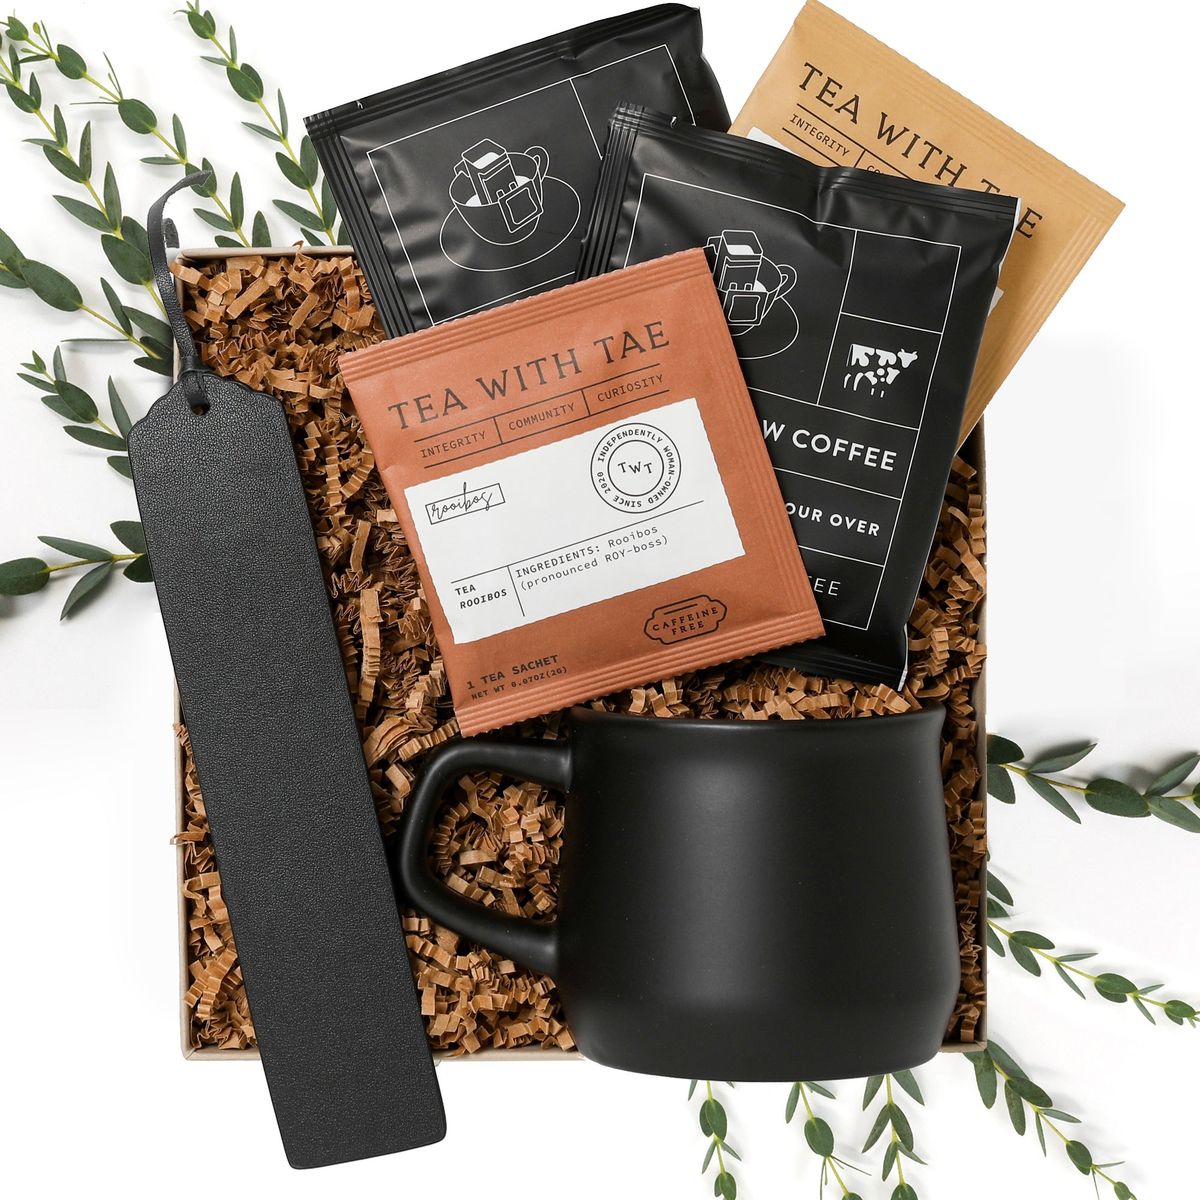 TEA WITH TAE
INTEGRITY
TEA WITH TAE
INTEGRITY | COMMUNITY | CURIOSITY
rooibos
INDEPENDENTLY WOMAN-OWNED SINCE 2020
TWT
INGREDIENTS: Rooibos
(pronounced ROY-boss)
TEA
ROOIBOS
CAFFEINE
FREE
1 TEA SACHET
NET WT 0.07OZ(2G)
W COFFEE
OUR OVER
EE